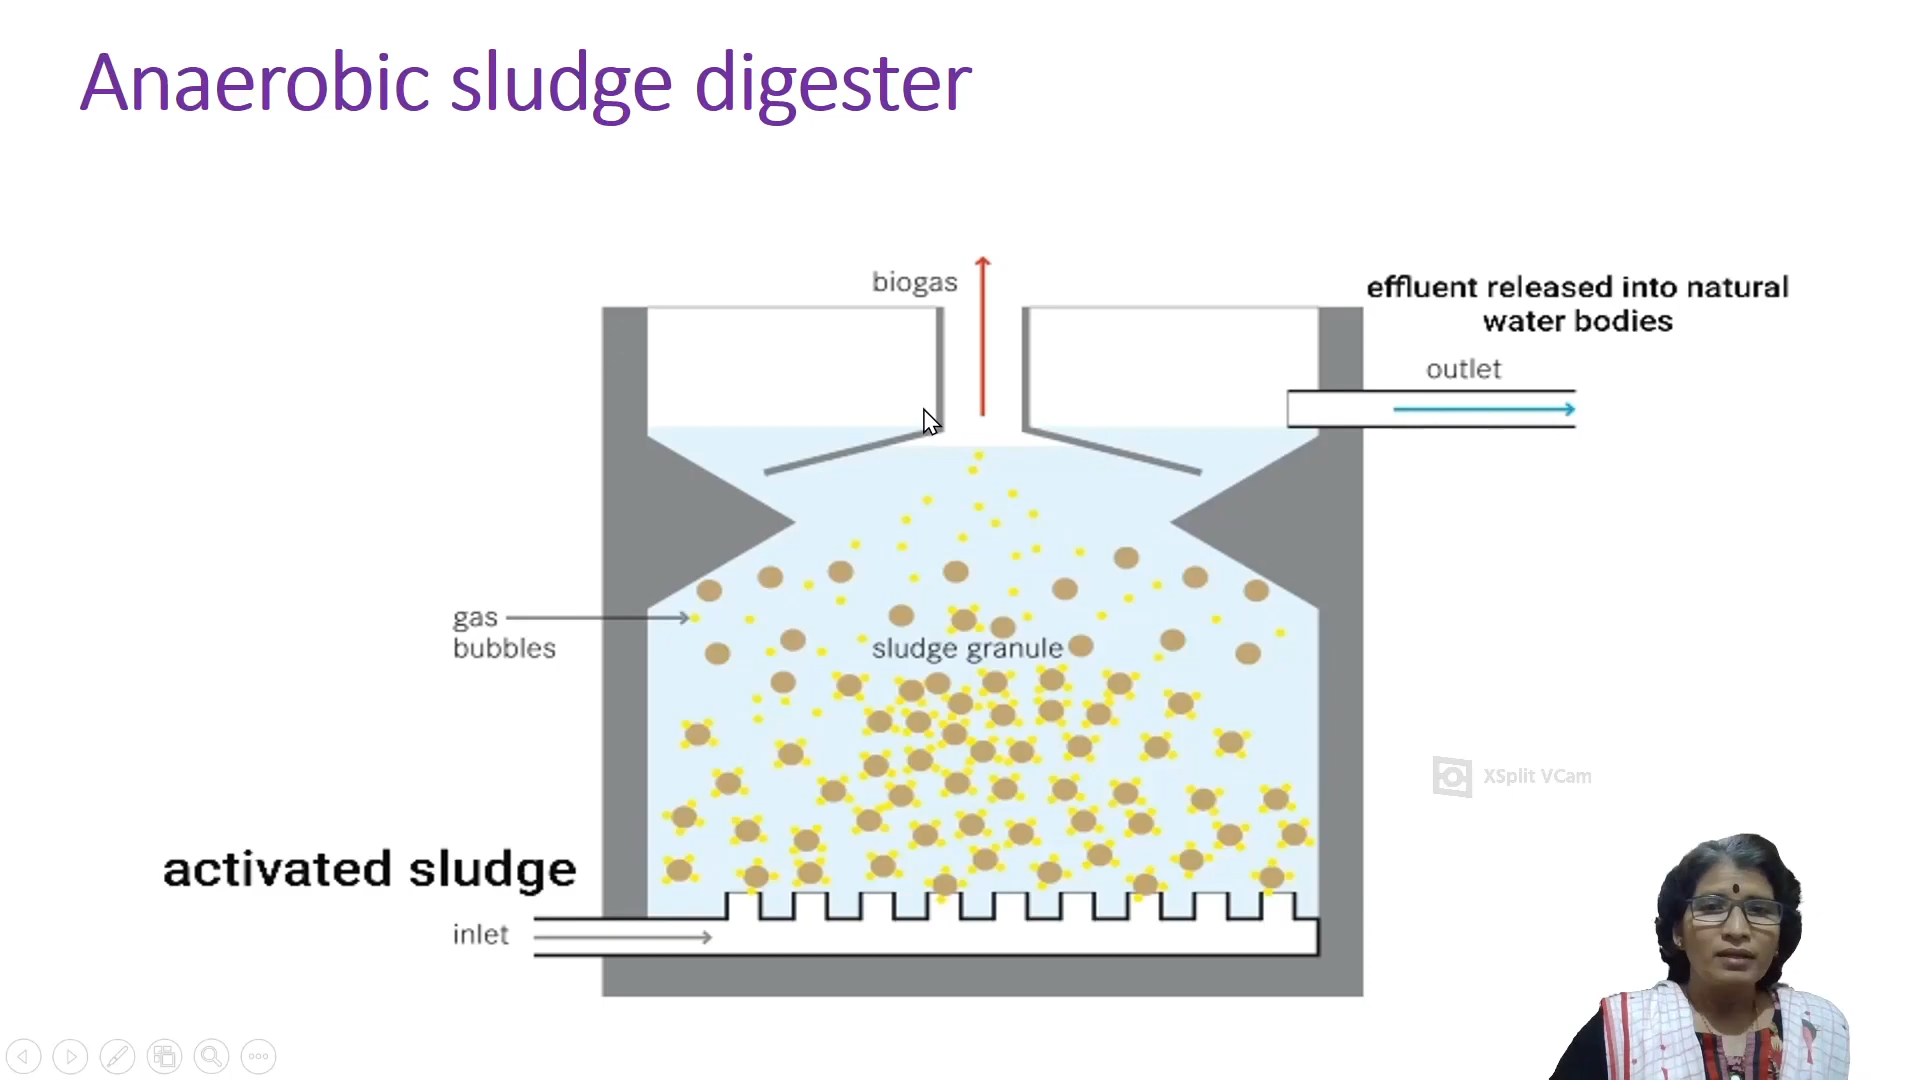 Anaerobic sludge digester
biogas
effluent released into natural
water bodies
outlet
gas
bubbles
sludge granule
XSplit VCam
activated sludge
inlet